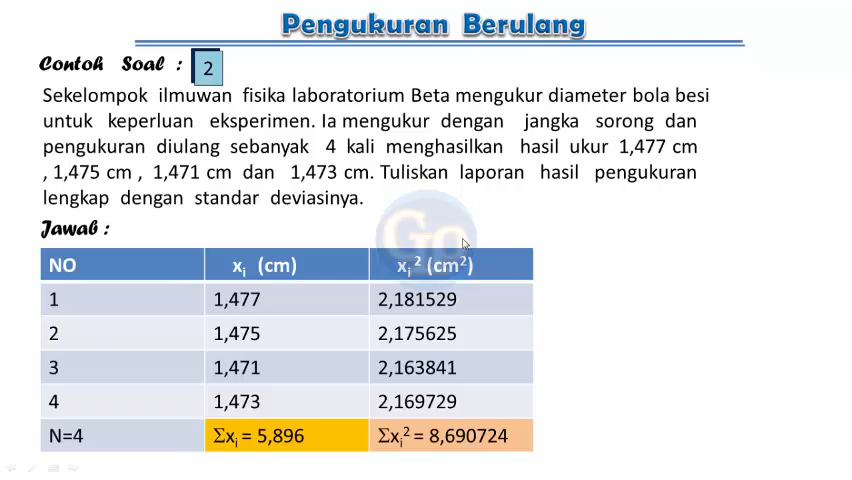 Pengukuran Berulang
Contoh Soal : 2
Sekelompok ilmuwan fisika laboratorium Beta mengukur diameter bola besi
untuk keperluan eksperimen. Ia mengukur dengan jangka sorong dan
pengukuran diulang sebanyak 4 kali menghasilkan hasil ukur 1,477 cm
, 1,475 cm , 1,471 cm dan 1,473 cm. Tuliskan laporan hasil pengukuran
lengkap dengan standar deviasinya.
Go
Jawab :
NO xᵢ (cm) xᵢ² (cm²)
1 1,477 2,181529
2 1,475 2,175625
3 1,471 2,163841
4 1,473 2,169729
N=4 Σxᵢ = 5,896 Σxᵢ² = 8,690724